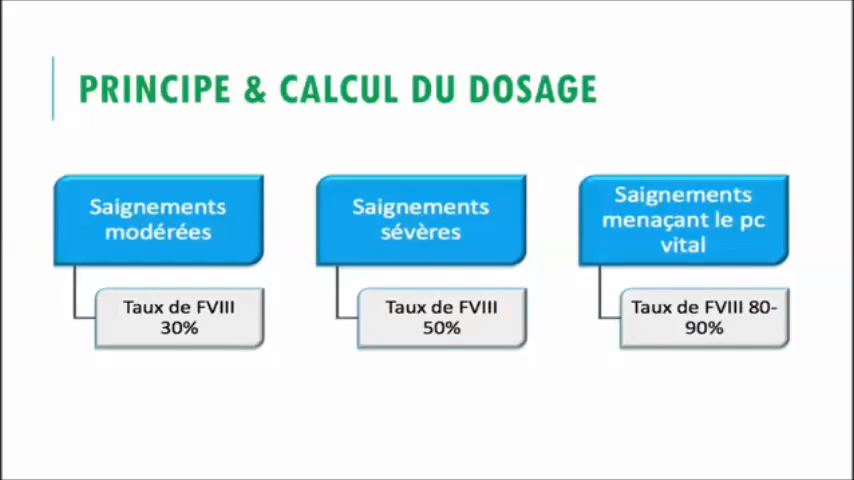 PRINCIPE & CALCUL DU DOSAGE
Saignements
modérées
Taux de FVIII
30%
Saignements
sévères
Taux de FVIII
50%
Saignements
menaçant le pc
vital
Taux de FVIII 80-
90%